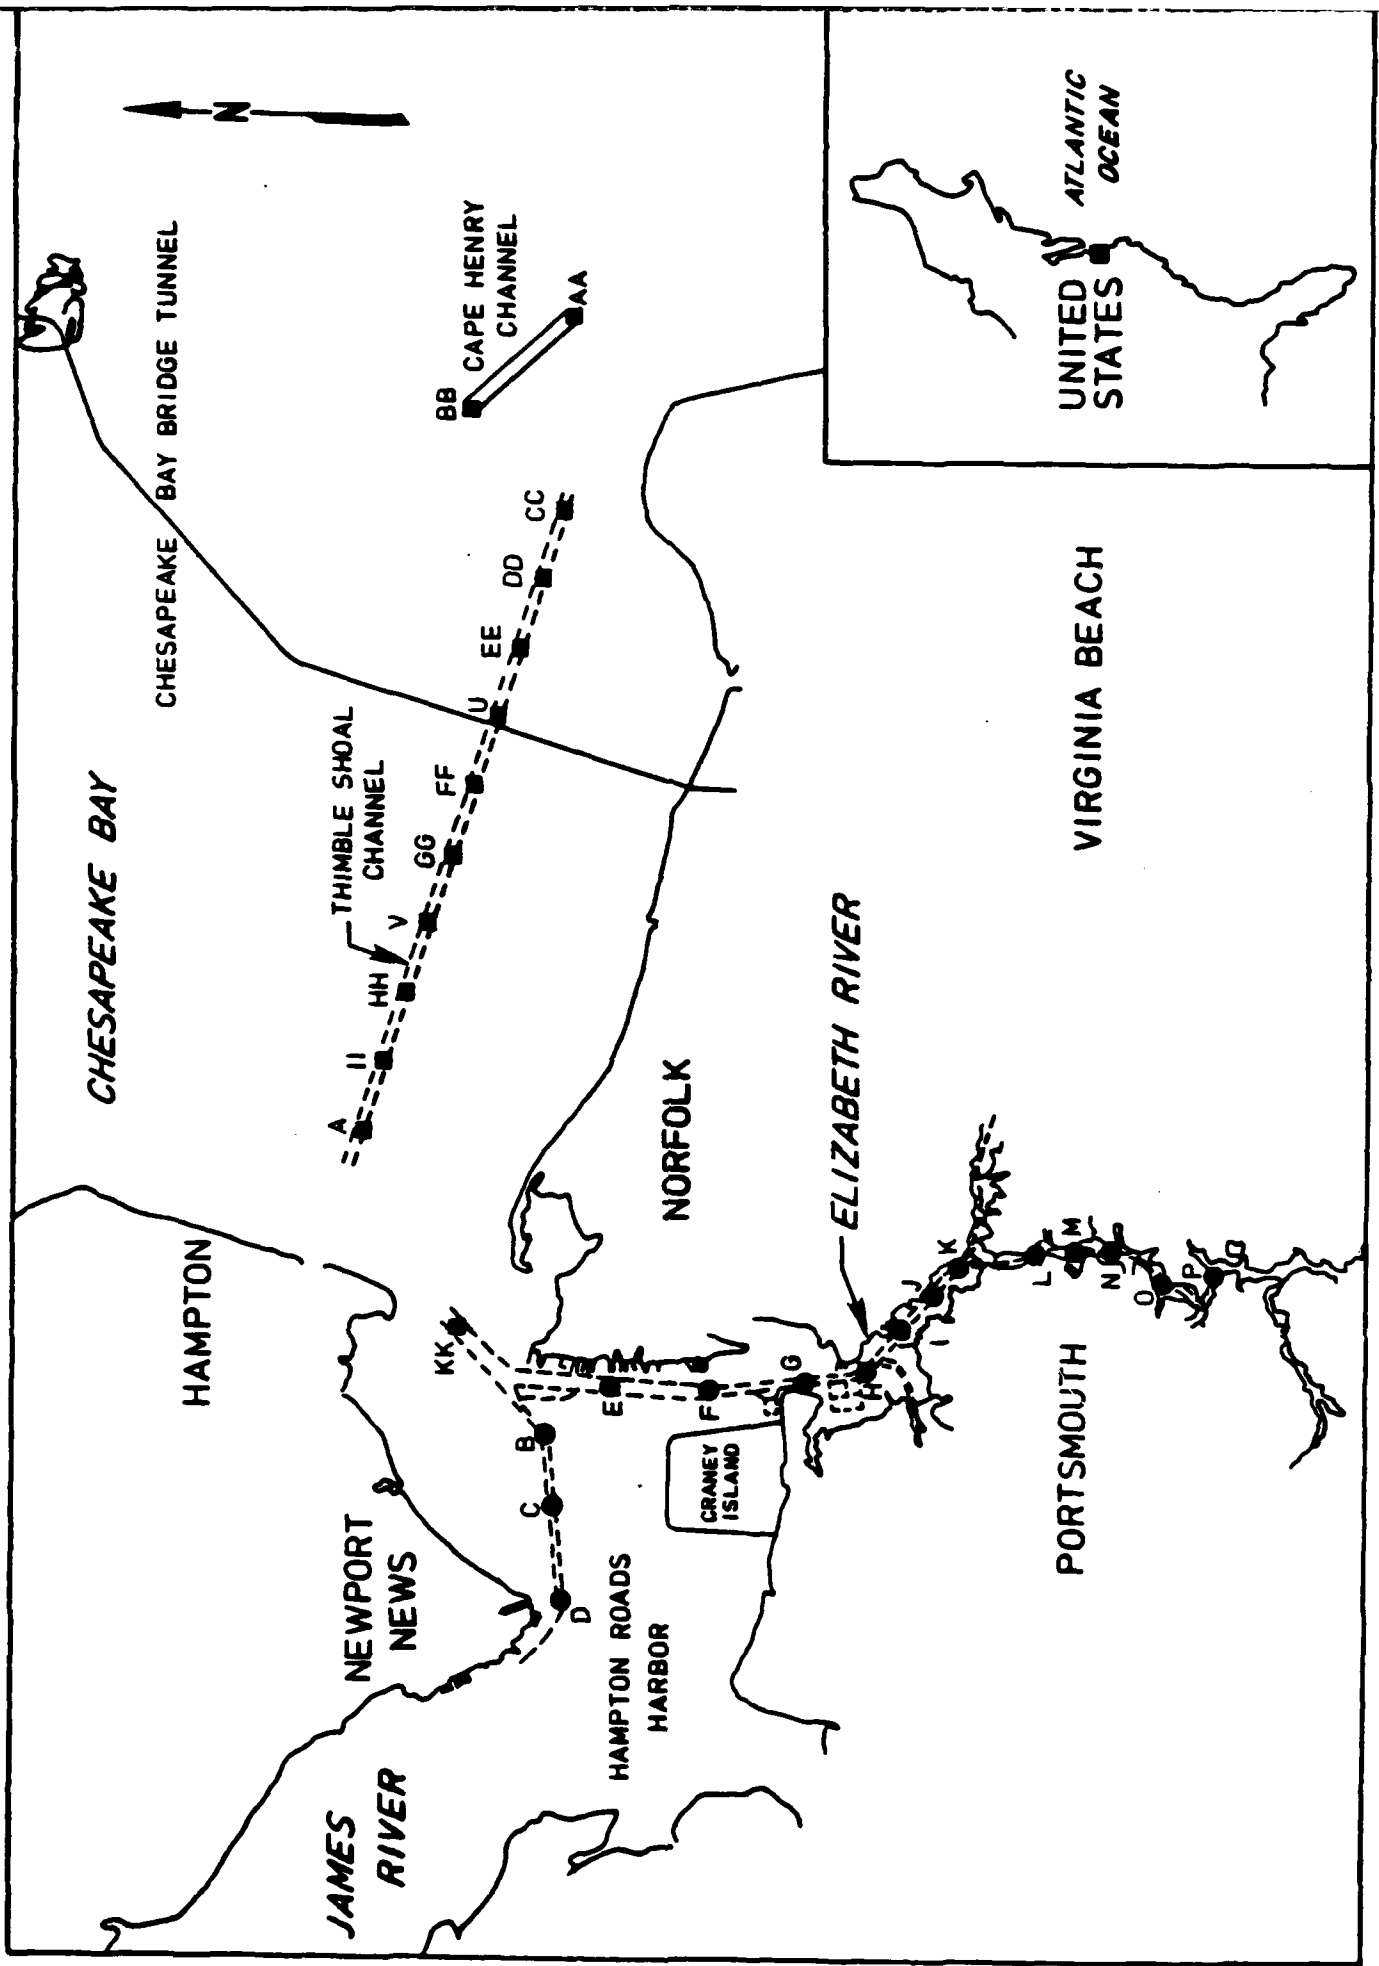 N
CHESAPEAKE BAY
CHESAPEAKE BAY BRIDGE TUNNEL
HAMPTON
JAMES
RIVER
NEWPORT
NEWS
THIMBLE SHOAL
CHANNEL
A
II
HH
V
GG
FF
U
EE
DD
CC
BB
CAPE HENRY
CHANNEL
AA
KK
B
C
D
HAMPTON ROADS
HARBOR
E
F
G
CRANEY
ISLAND
NORFOLK
ELIZABETH RIVER
H
I
J
K
L
M
N
O
P
Q
PORTSMOUTH
VIRGINIA BEACH
UNITED
STATES
ATLANTIC
OCEAN